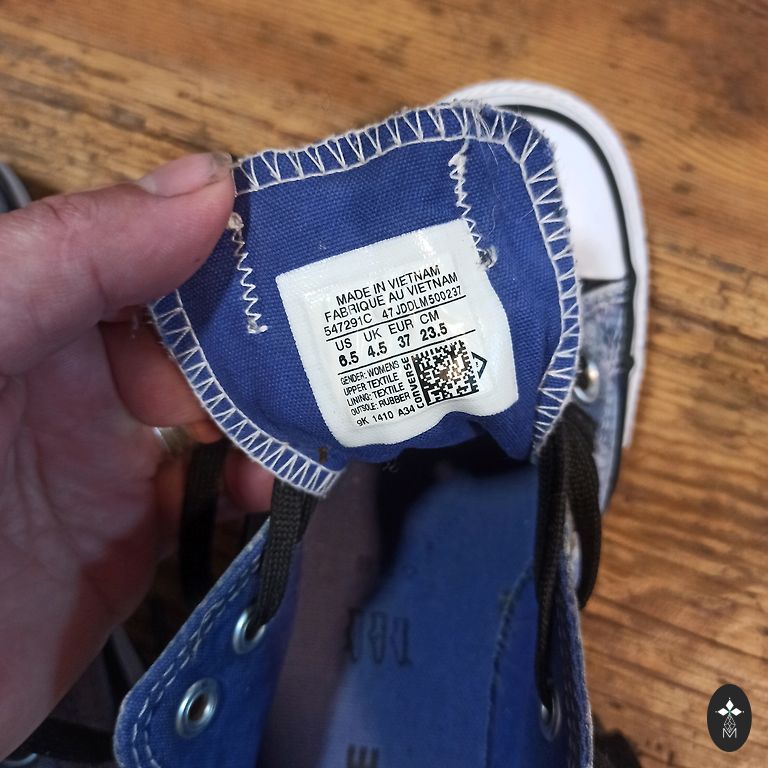 MADE IN VIETNAM
FABRIQUE AU VIETNAM
547291C 47JDDLM500237
US UK EUR CM
6.5 4.5 37 23.5
GENDER: WOMENS
UPPER: TEXTILE
LINING: TEXTILE
OUTSOLE: RUBBER
CONVERSE
9K 1410 A34
M